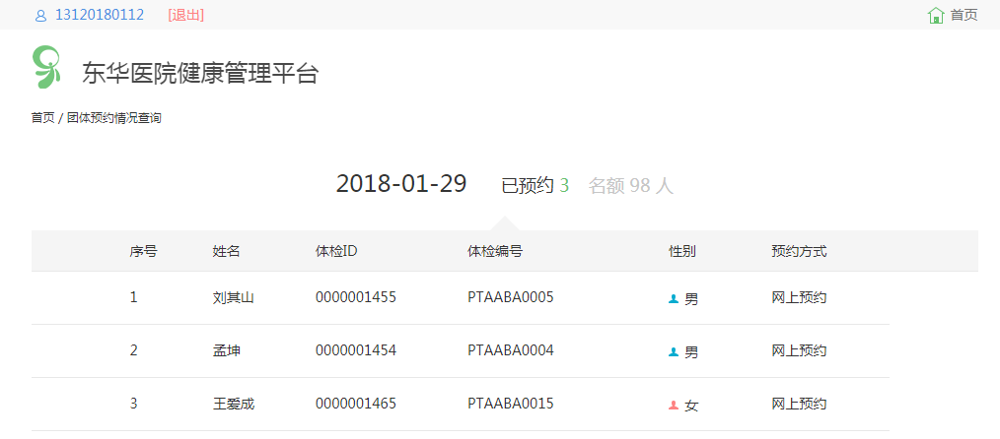 13120180112 [退出] 首页
东华医院健康管理平台
首页 / 团体预约情况查询
2018-01-29 已预约 3 名额 98 人
序号 姓名 体检ID 体检编号 性别 预约方式
1 刘其山 0000001455 PTAABA0005 男 网上预约
2 孟坤 0000001454 PTAABA0004 男 网上预约
3 王爱成 0000001465 PTAABA0015 女 网上预约